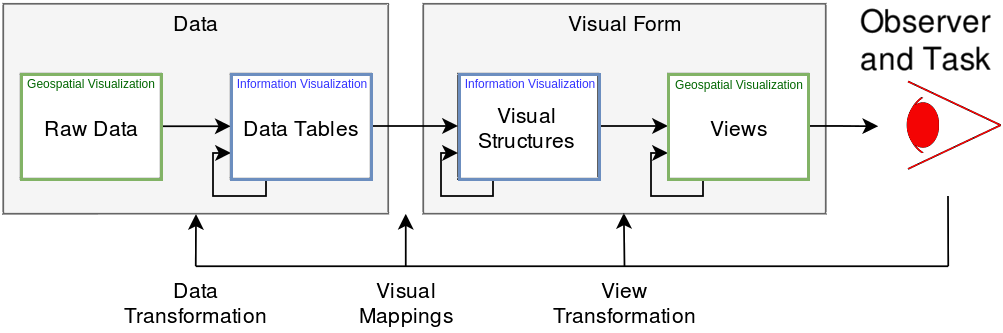 Data
Visual Form
Observer
and Task
Geospatial Visualization
Raw Data
Information Visualization
Data Tables
Information Visualization
Visual
Structures
Geospatial Visualization
Views
Data
Transformation
Visual
Mappings
View
Transformation